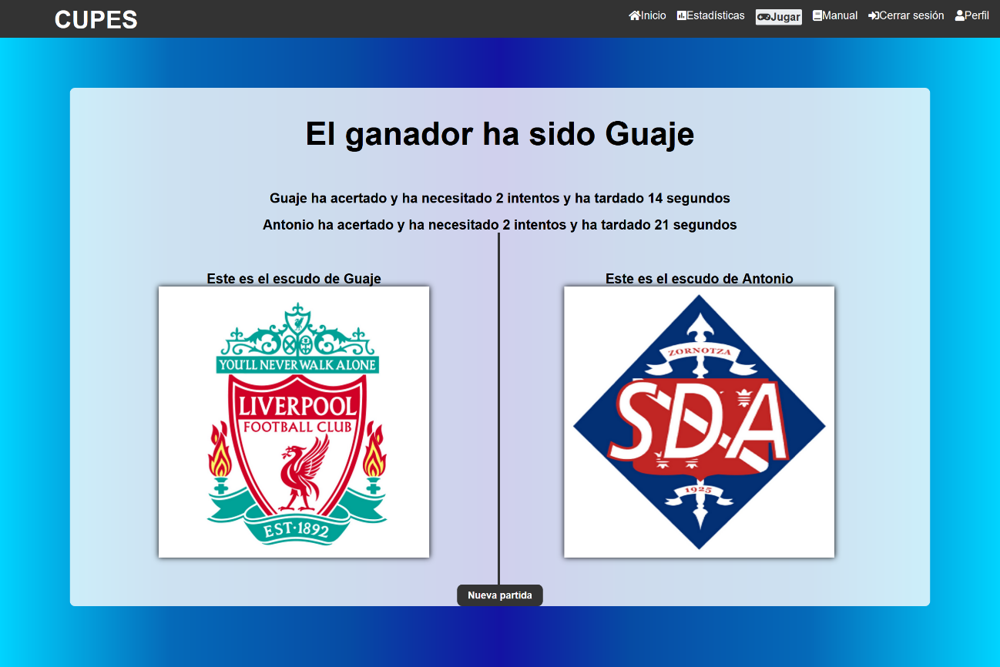 CUPES
Inicio
Estadísticas
Jugar
Manual
Cerrar sesión
Perfil
El ganador ha sido Guaje
Guaje ha acertado y ha necesitado 2 intentos y ha tardado 14 segundos
Antonio ha acertado y ha necesitado 2 intentos y ha tardado 21 segundos
Este es el escudo de Guaje
YOU'LL NEVER WALK ALONE
LIVERPOOL
FOOTBALL CLUB
EST·1892
Este es el escudo de Antonio
ZORNOTZA
SDA
1925
Nueva partida